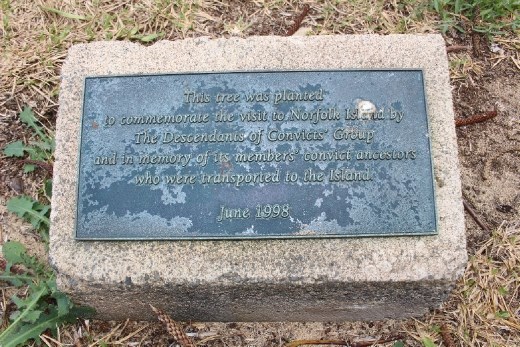 This tree was planted
to commemorate the visit to Norfolk Island by
The Descendants of Convicts' Group
and in memory of its members' convict ancestors
who were transported to the Island.
June 1998